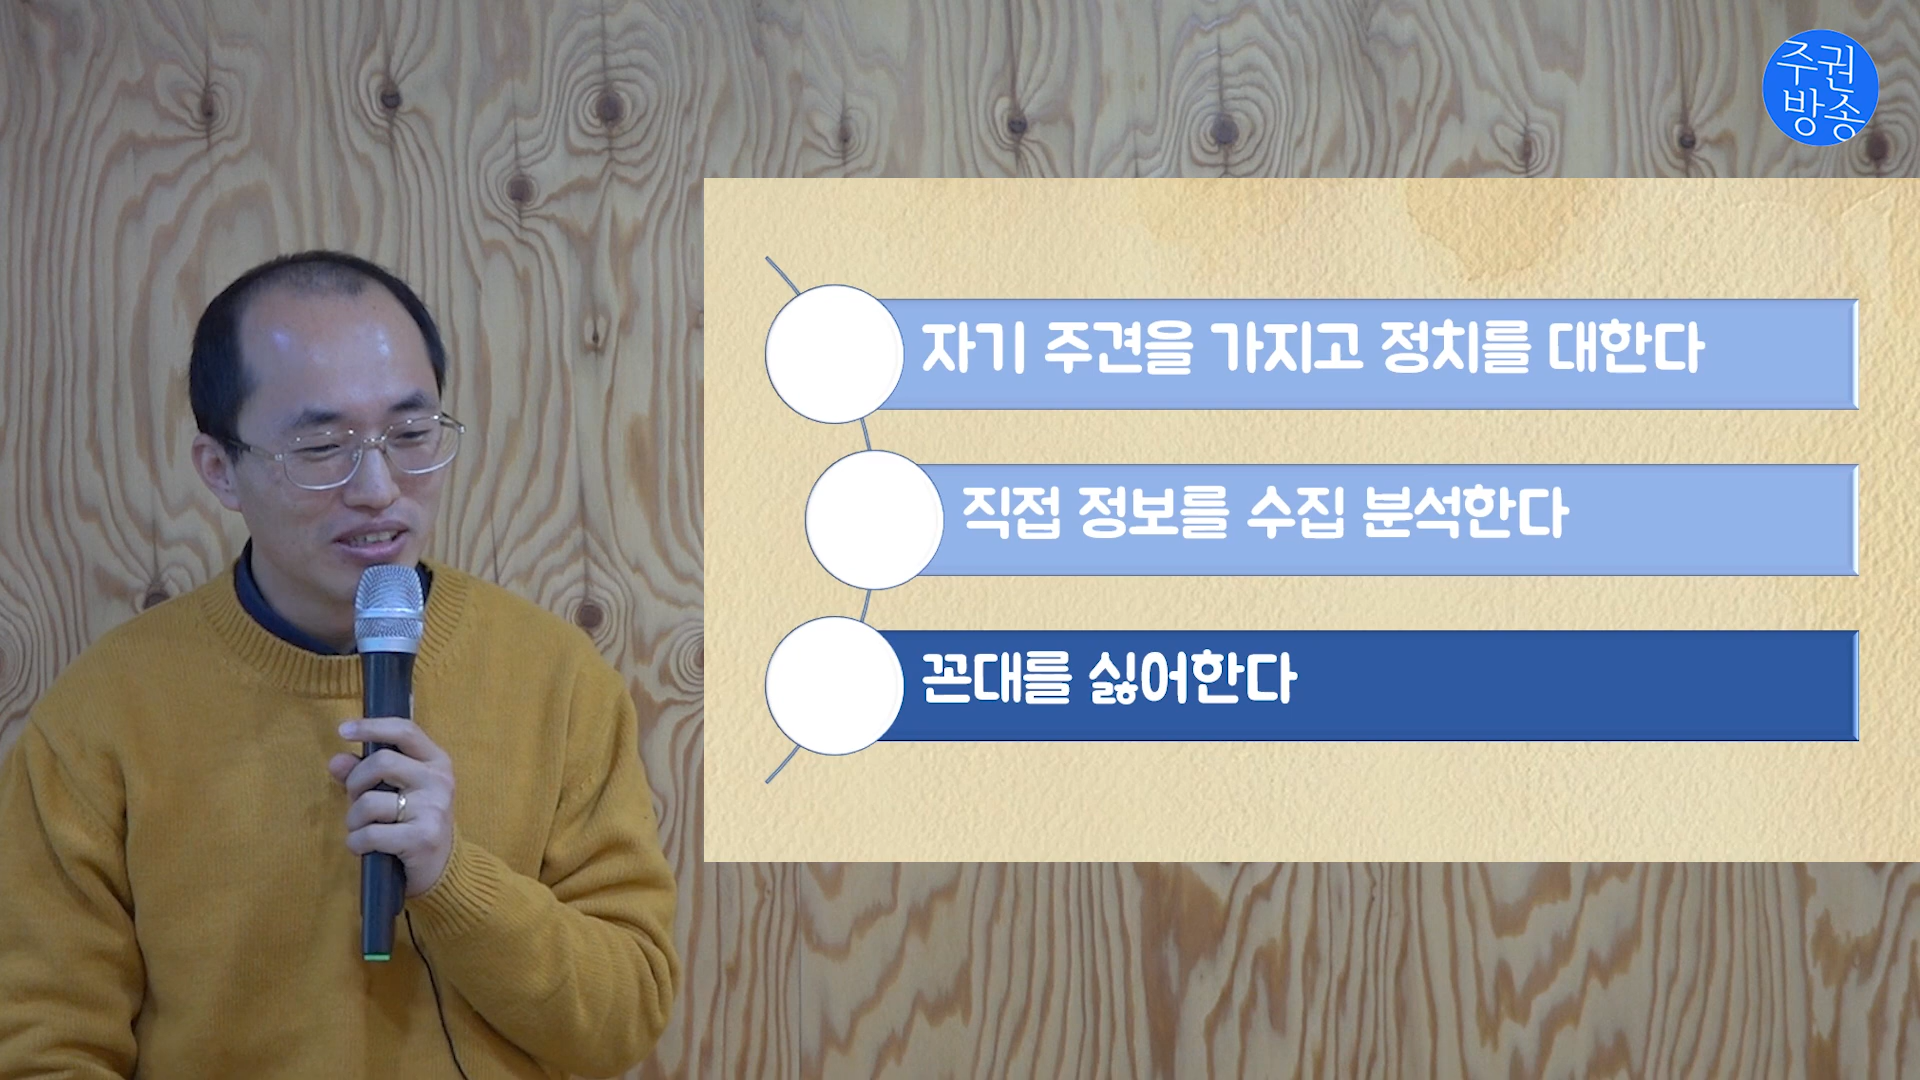 주권
방송
자기 주견을 가지고 정치를 대한다
직접 정보를 수집 분석한다
꼰대를 싫어한다